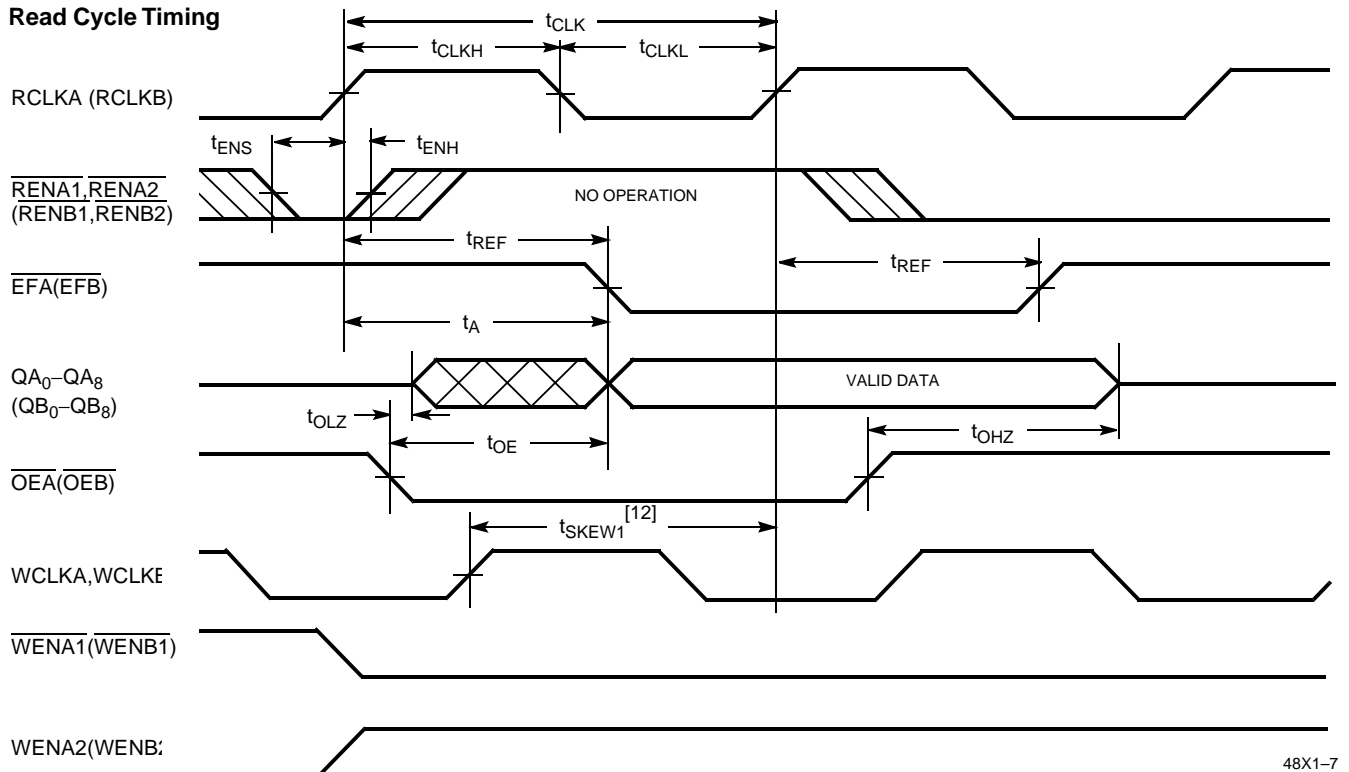 Read Cycle Timing
tCLK
tCLKH
tCLKL
RCLKA (RCLKB)
tENS
tENH
RENA1,RENA2
(RENB1,RENB2)
NO OPERATION
tREF
tREF
EFA(EFB)
tA
QA0–QA8
(QB0–QB8)
VALID DATA
tOLZ
tOE
tOHZ
OEA(OEB)
tSKEW1[12]
WCLKA,WCLKE
WENA1(WENB1)
WENA2(WENB2
48X1–7